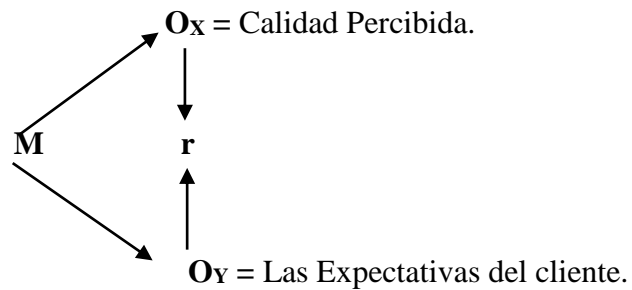 OX = Calidad Percibida.
M r
OY = Las Expectativas del cliente.